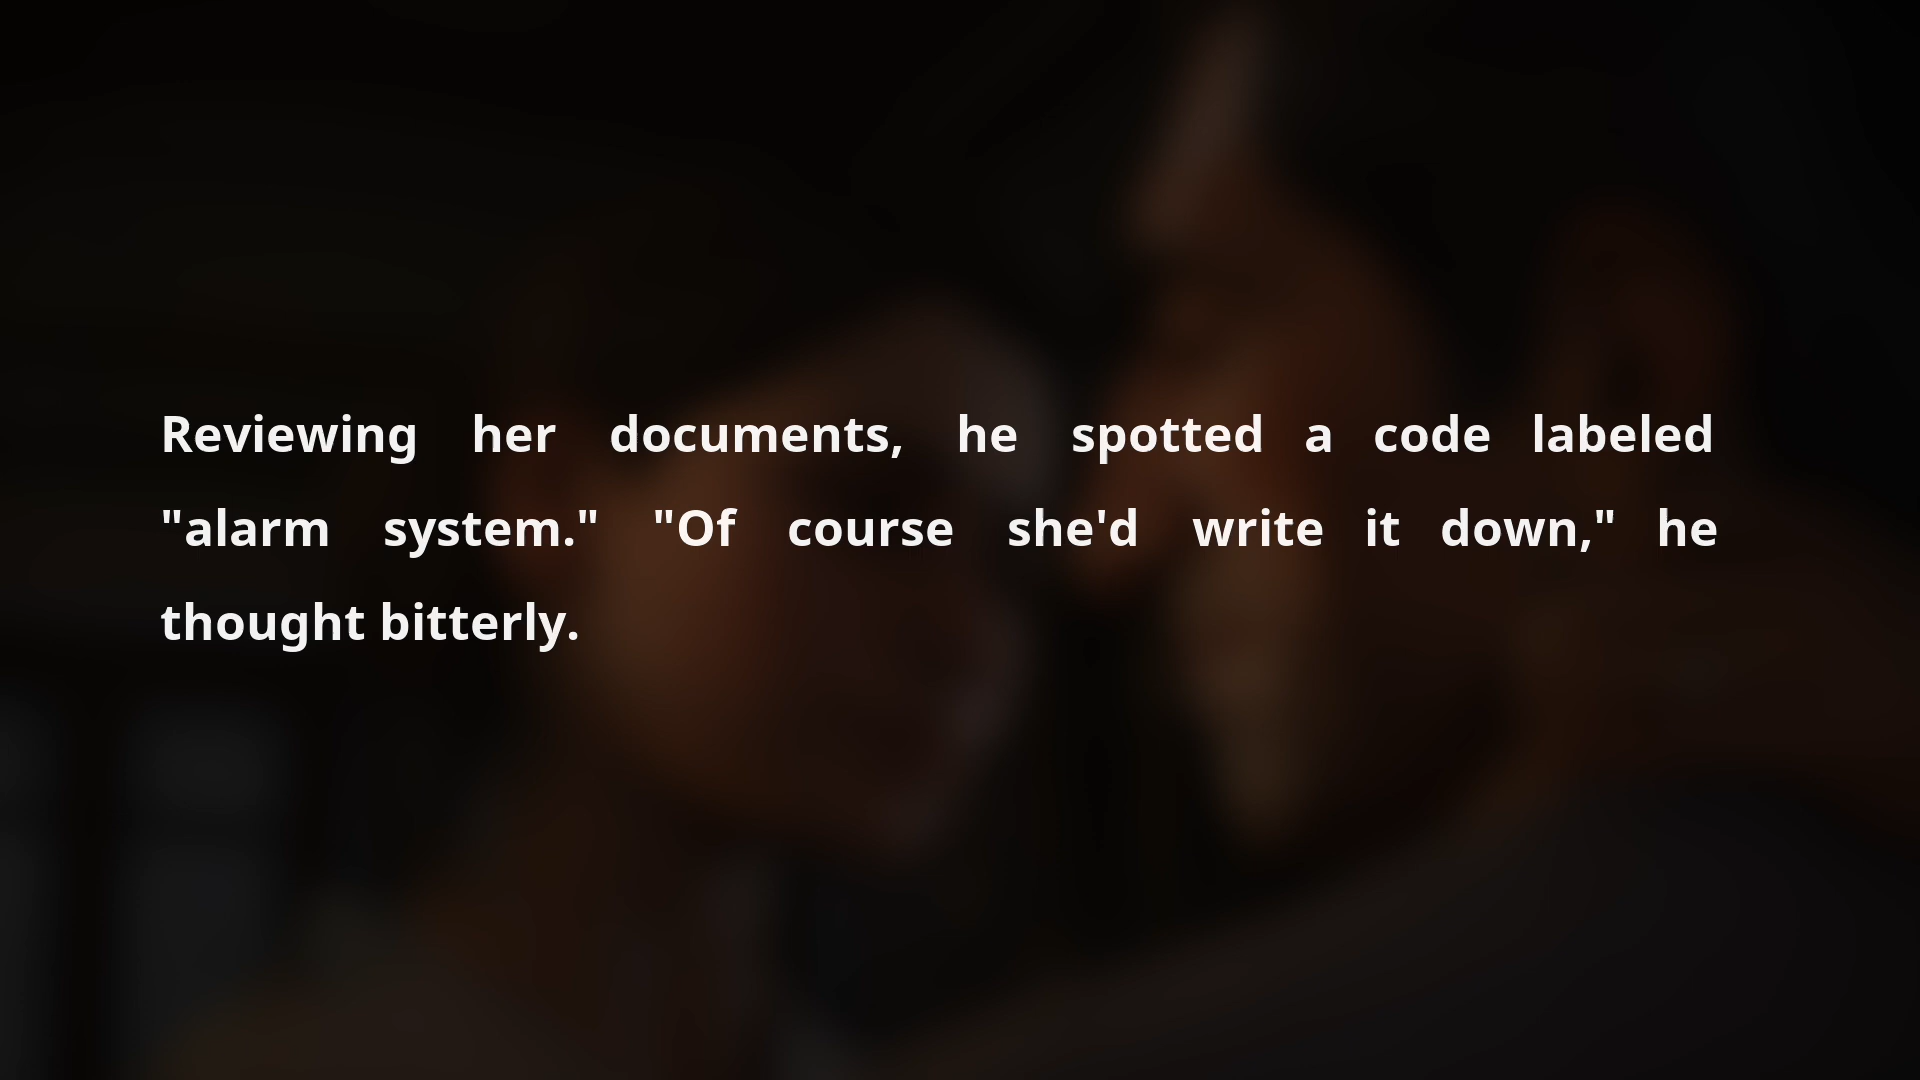 Reviewing her documents, he spotted a code labeled
"alarm system." "Of course she'd write it down," he
thought bitterly.